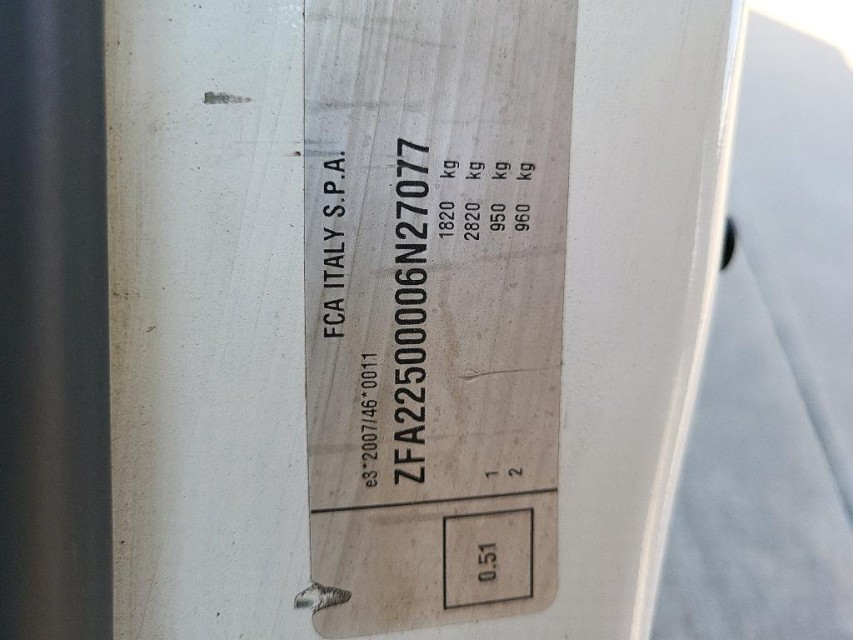 FCA ITALY S.P.A.
e3*2007/46*0011
ZFA22500006N27077
1820 kg
2820 kg
1 950 kg
2 960 kg
0.51